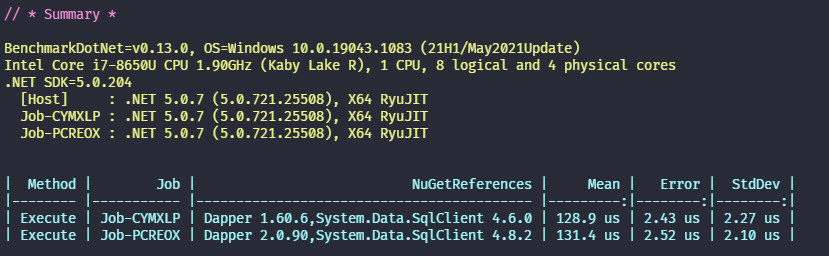 // * Summary *
BenchmarkDotNet=v0.13.0, OS=Windows 10.0.19043.1083 (21H1/May2021Update)
Intel Core i7-8650U CPU 1.90GHz (Kaby Lake R), 1 CPU, 8 logical and 4 physical cores
.NET SDK=5.0.204
  [Host]     : .NET 5.0.7 (5.0.721.25508), X64 RyuJIT
  Job-CYMXLP : .NET 5.0.7 (5.0.721.25508), X64 RyuJIT
  Job-PCREOX : .NET 5.0.7 (5.0.721.25508), X64 RyuJIT
|  Method |        Job |                           NuGetReferences |     Mean |   Error |  StdDev |
|-------- |----------- |------------------------------------------ |---------:|--------:|--------:|
| Execute | Job-CYMXLP | Dapper 1.60.6,System.Data.SqlClient 4.6.0 | 128.9 us | 2.43 us | 2.27 us |
| Execute | Job-PCREOX | Dapper 2.0.90,System.Data.SqlClient 4.8.2 | 131.4 us | 2.52 us | 2.10 us |